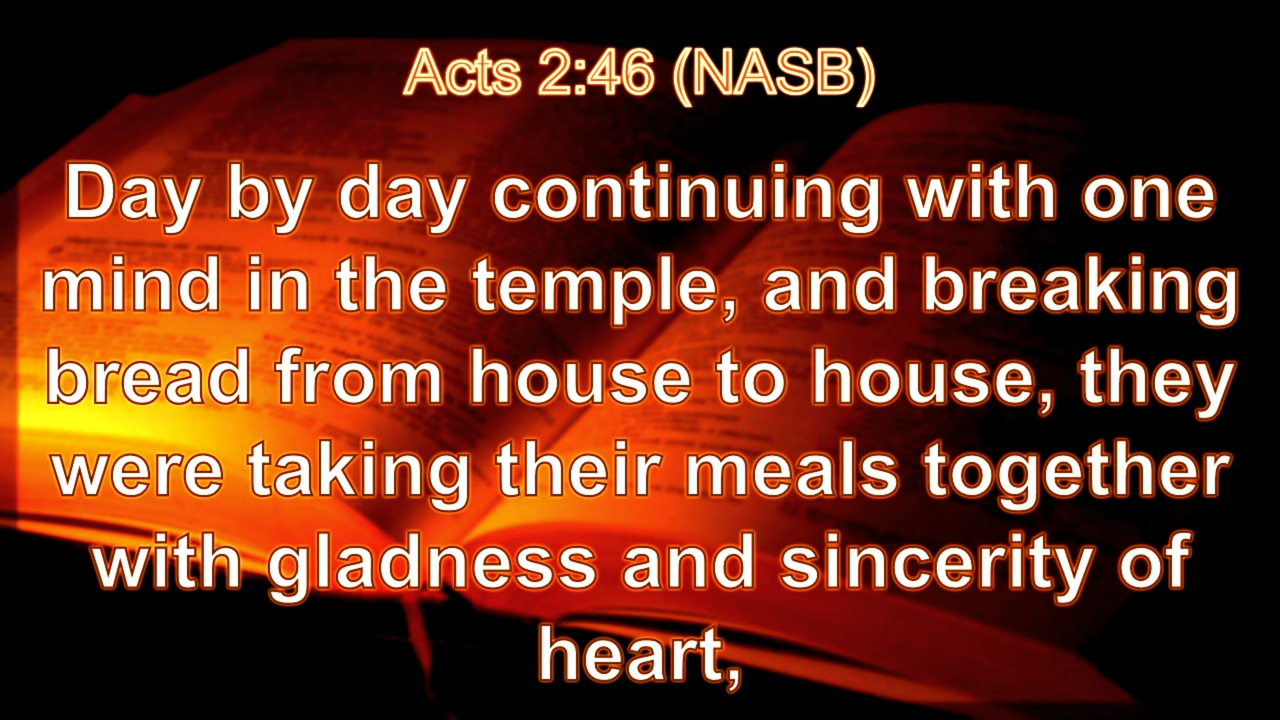 Acts 2:46 (NASB)
Day by day continuing with one
mind in the temple, and breaking
bread from house to house, they
were taking their meals together
with gladness and sincerity of
heart,